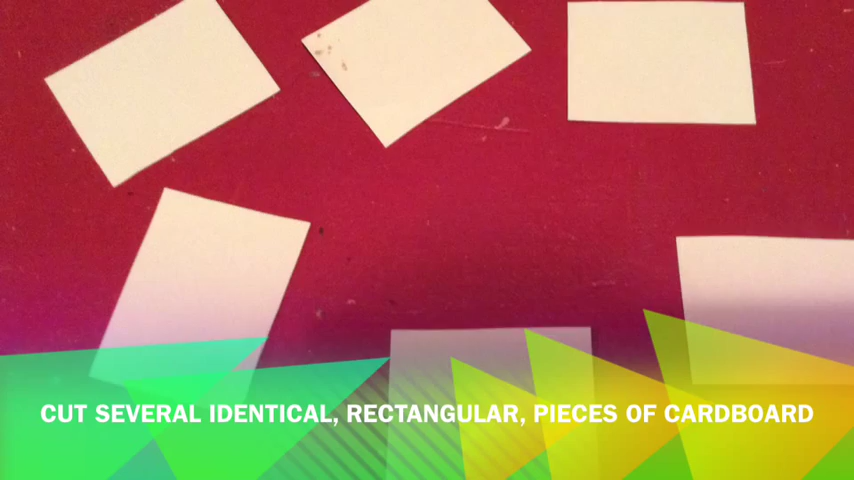 CUT SEVERAL IDENTICAL, RECTANGULAR, PIECES OF CARDBOARD